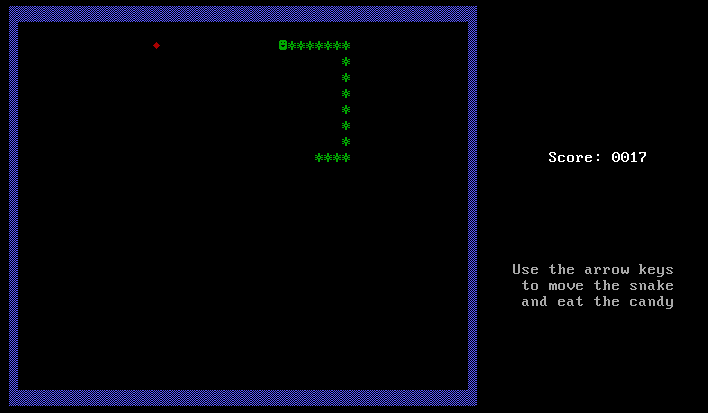 Score: 0017
Use the arrow keys
to move the snake
and eat the candy